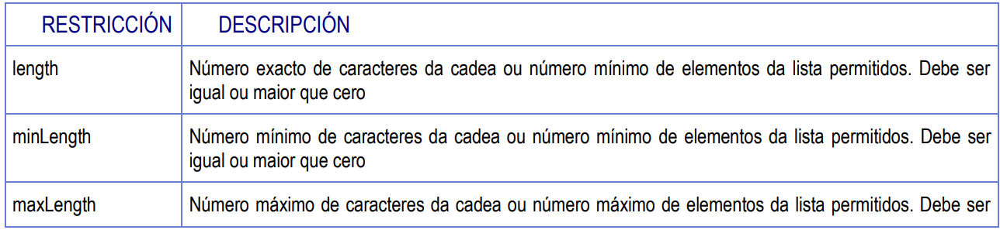 RESTRICCIÓN DESCRIPCIÓN
length Número exacto de caracteres da cadea ou número mínimo de elementos da lista permitidos. Debe ser
igual ou maior que cero
minLength Número mínimo de caracteres da cadea ou número mínimo de elementos da lista permitidos. Debe ser
igual ou maior que cero
maxLength Número máximo de caracteres da cadea ou número máximo de elementos da lista permitidos. Debe ser